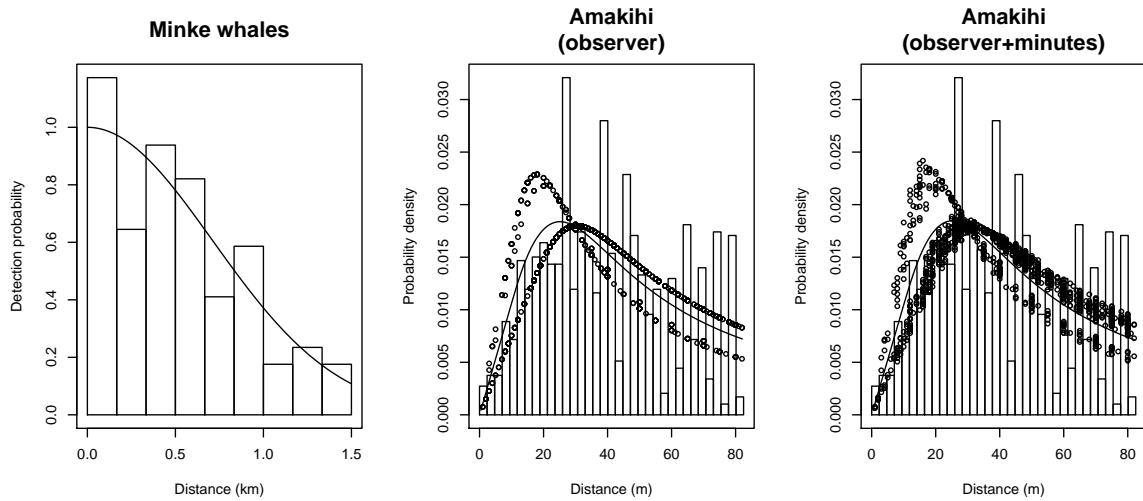 Minke whales
Detection probability
1.0
0.8
0.6
0.4
0.2
0.0
0.0 0.5 1.0 1.5
Distance (km)
Amakihi
(observer)
Probability density
0.030
0.025
0.020
0.015
0.010
0.005
0.000
0 20 40 60 80
Distance (m)
Amakihi
(observer+minutes)
Probability density
0.030
0.025
0.020
0.015
0.010
0.005
0.000
0 20 40 60 80
Distance (m)